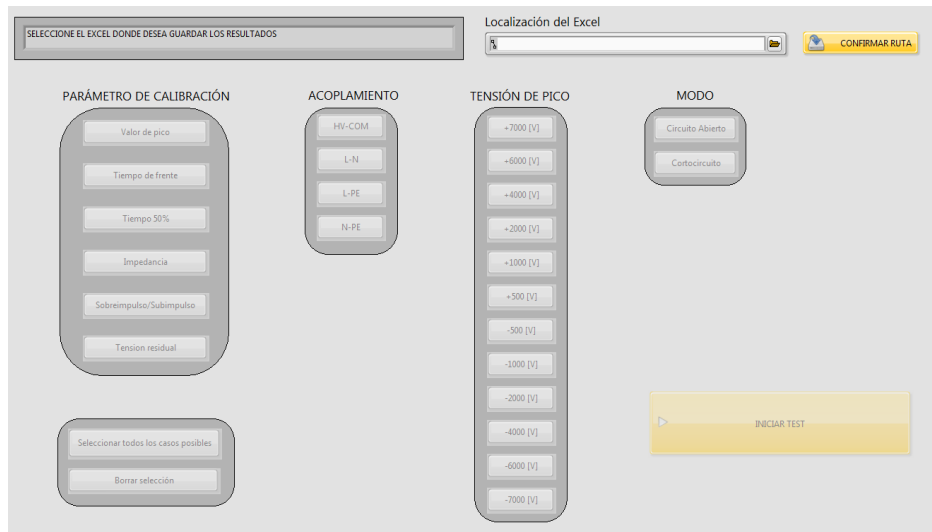 SELECCIONE EL EXCEL DONDE DESEA GUARDAR LOS RESULTADOS
Localización del Excel
CONFIRMAR RUTA
PARÁMETRO DE CALIBRACIÓN
Valor de pico
Tiempo de frente
Tiempo 50%
Impedancia
Sobreimpulso/Subimpulso
Tension residual
Seleccionar todos los casos posibles
Borrar selección
ACOPLAMIENTO
HV-COM
L-N
L-PE
N-PE
TENSIÓN DE PICO
+7000 [V]
+6000 [V]
+4000 [V]
+2000 [V]
+1000 [V]
+500 [V]
-500 [V]
-1000 [V]
-2000 [V]
-4000 [V]
-6000 [V]
-7000 [V]
MODO
Circuito Abierto
Cortocircuito
INICIAR TEST